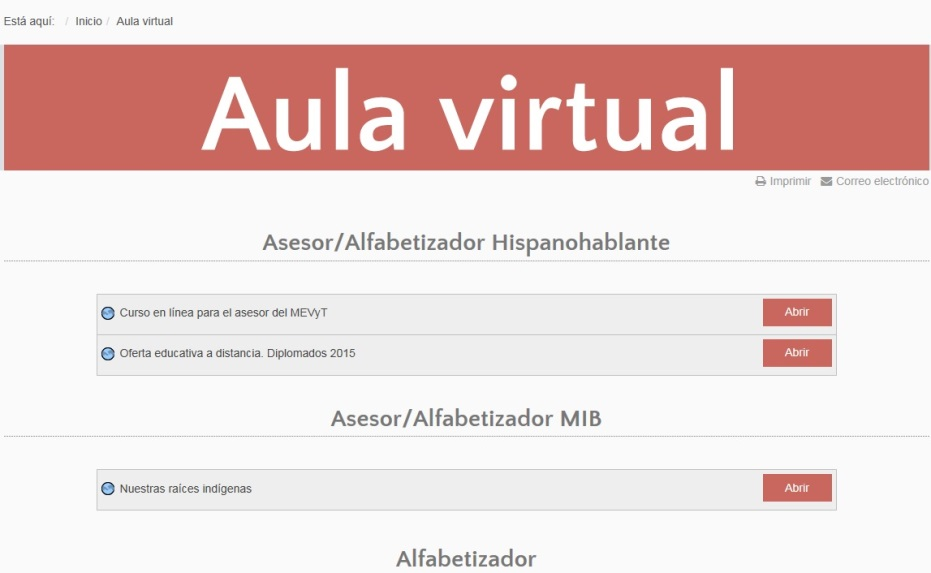 Está aquí: / Inicio / Aula virtual
Aula virtual
Imprimir Correo electrónico
Asesor/Alfabetizador Hispanohablante
Curso en línea para el asesor del MEVyT Abrir
Oferta educativa a distancia. Diplomados 2015 Abrir
Asesor/Alfabetizador MIB
Nuestras raíces indígenas Abrir
Alfabetizador